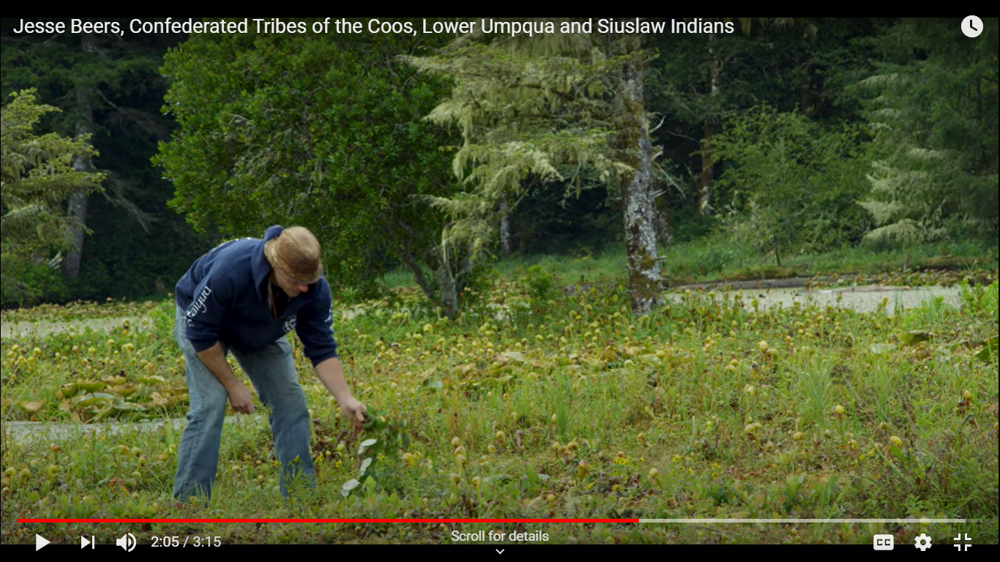 Jesse Beers, Confederated Tribes of the Coos, Lower Umpqua and Siuslaw Indians
2:05 / 3:15
Scroll for details
CC